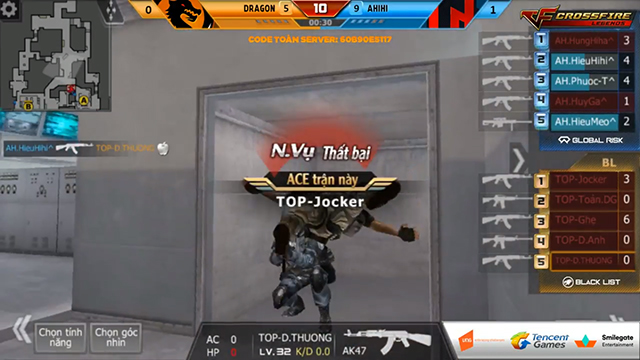 0 DRAGON 5 10 9 AHIHI 1
00:30
CODE TOÀN SERVER: 60B90E5117
CROSSFIRE
LEGENDS
1 AH.HungHiha^ 3
2 AH.HieuHihi^ 4
3 AH.Phuoc-T^ 4
4 AH.HuyGa^ 1
5 AH.HieuMeo^ 2
GLOBAL RISK
AH.HieuHhi^ TOP-D.THUONG
BL
1 TOP-Jocker 3
2 TOP-Toán.DG 0
3 TOP-Ghe 6
4 TOP-D.Anh 0
5 TOP-D.THUONG 0
BLACK LIST
N.Vụ Thất bại
ACE trận này
TOP-Jocker
B
A
Chọn tính năng
Chọn góc nhìn
AC 0
HP 0
TOP-D.THUONG
LV.32 K/D 0.0
AK47
Tencent Games
Smilegate
Entertainment